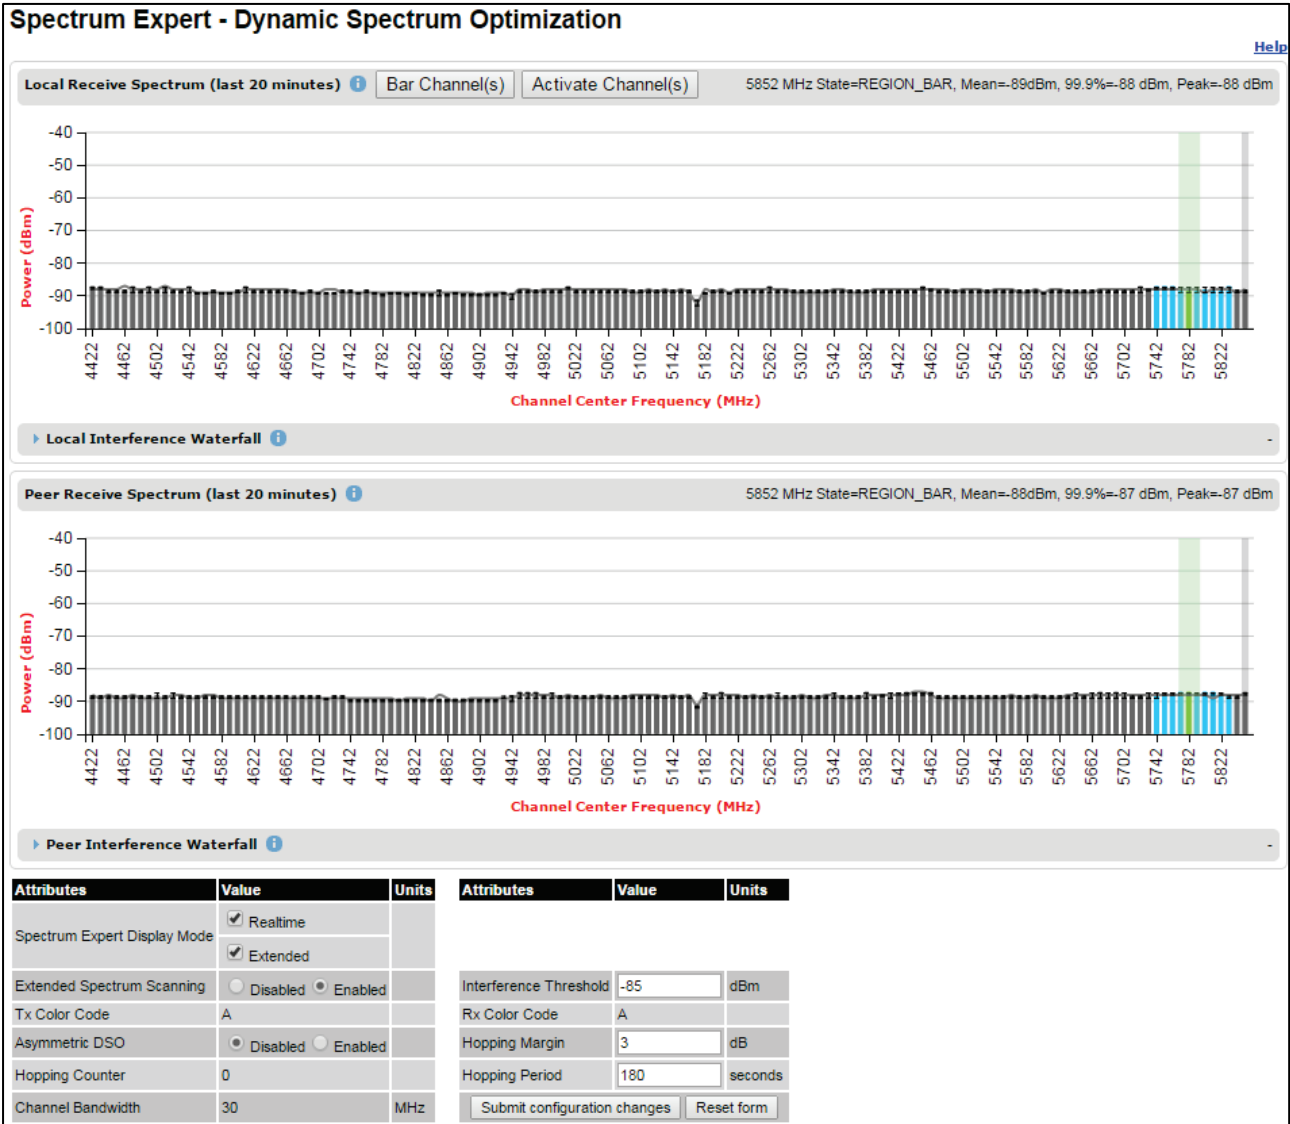 Spectrum Expert - Dynamic Spectrum Optimization
Help
Local Receive Spectrum (last 20 minutes) i Bar Channel(s) Activate Channel(s) 5852 MHz State=REGION_BAR, Mean=-89dBm, 99.9%=-88 dBm, Peak=-88 dBm
Power (dBm)
-40
-50
-60
-70
-80
-90
-100
4422 4462 4502 4542 4582 4622 4662 4702 4742 4782 4822 4862 4902 4942 4982 5022 5062 5102 5142 5182 5222 5262 5302 5342 5382 5422 5462 5502 5542 5582 5622 5662 5702 5742 5782 5822
Channel Center Frequency (MHz)
Local Interference Waterfall i -
Peer Receive Spectrum (last 20 minutes) i 5852 MHz State=REGION_BAR, Mean=-88dBm, 99.9%=-87 dBm, Peak=-87 dBm
Power (dBm)
-40
-50
-60
-70
-80
-90
-100
4422 4462 4502 4542 4582 4622 4662 4702 4742 4782 4822 4862 4902 4942 4982 5022 5062 5102 5142 5182 5222 5262 5302 5342 5382 5422 5462 5502 5542 5582 5622 5662 5702 5742 5782 5822
Channel Center Frequency (MHz)
Peer Interference Waterfall i -
Attributes Value Units Attributes Value Units
Spectrum Expert Display Mode Realtime
Extended
Extended Spectrum Scanning Disabled Enabled Interference Threshold -85 dBm
Tx Color Code A Rx Color Code A
Asymmetric DSO Disabled Enabled Hopping Margin 3 dB
Hopping Counter 0 Hopping Period 180 seconds
Channel Bandwidth 30 MHz Submit configuration changes Reset form